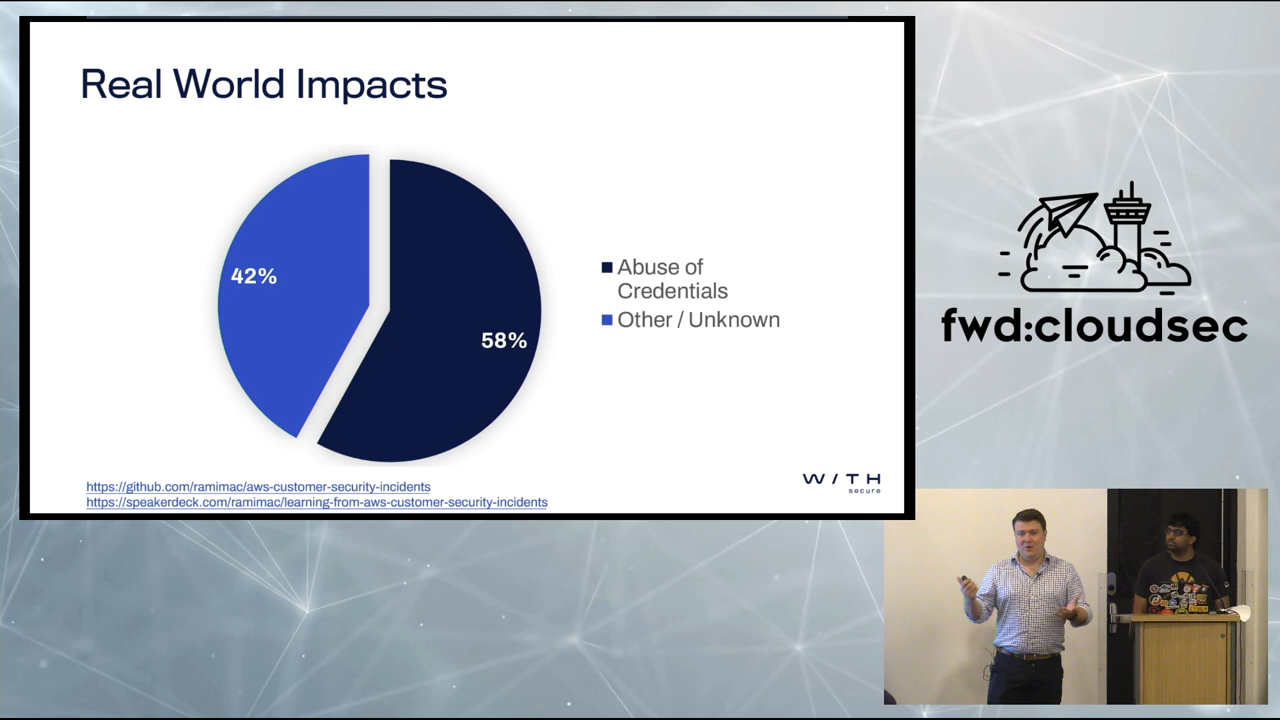 Real World Impacts
42%
58%
Abuse of
Credentials
Other / Unknown
https://github.com/ramimac/aws-customer-security-incidents
https://speakerdeck.com/ramimac/learning-from-aws-customer-security-incidents
W / T H
secure
fwd:cloudsec